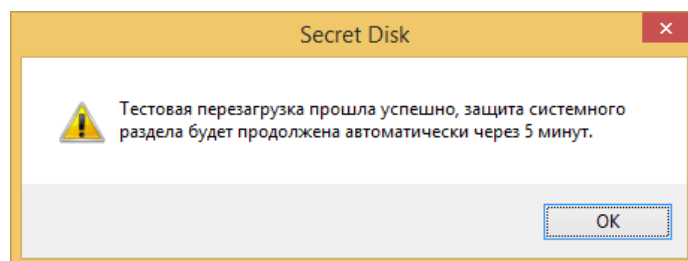 Secret Disk
Тестовая перезагрузка прошла успешно, защита системного
раздела будет продолжена автоматически через 5 минут.
OK